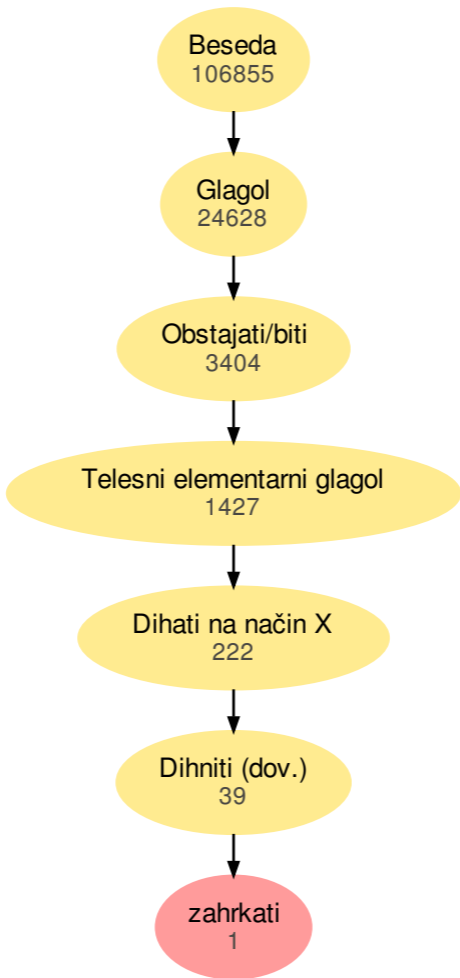 Beseda
106855
Glagol
24628
Obstajati/biti
3404
Telesni elementarni glagol
1427
Dihati na način X
222
Dihniti (dov.)
39
zahrkati
1